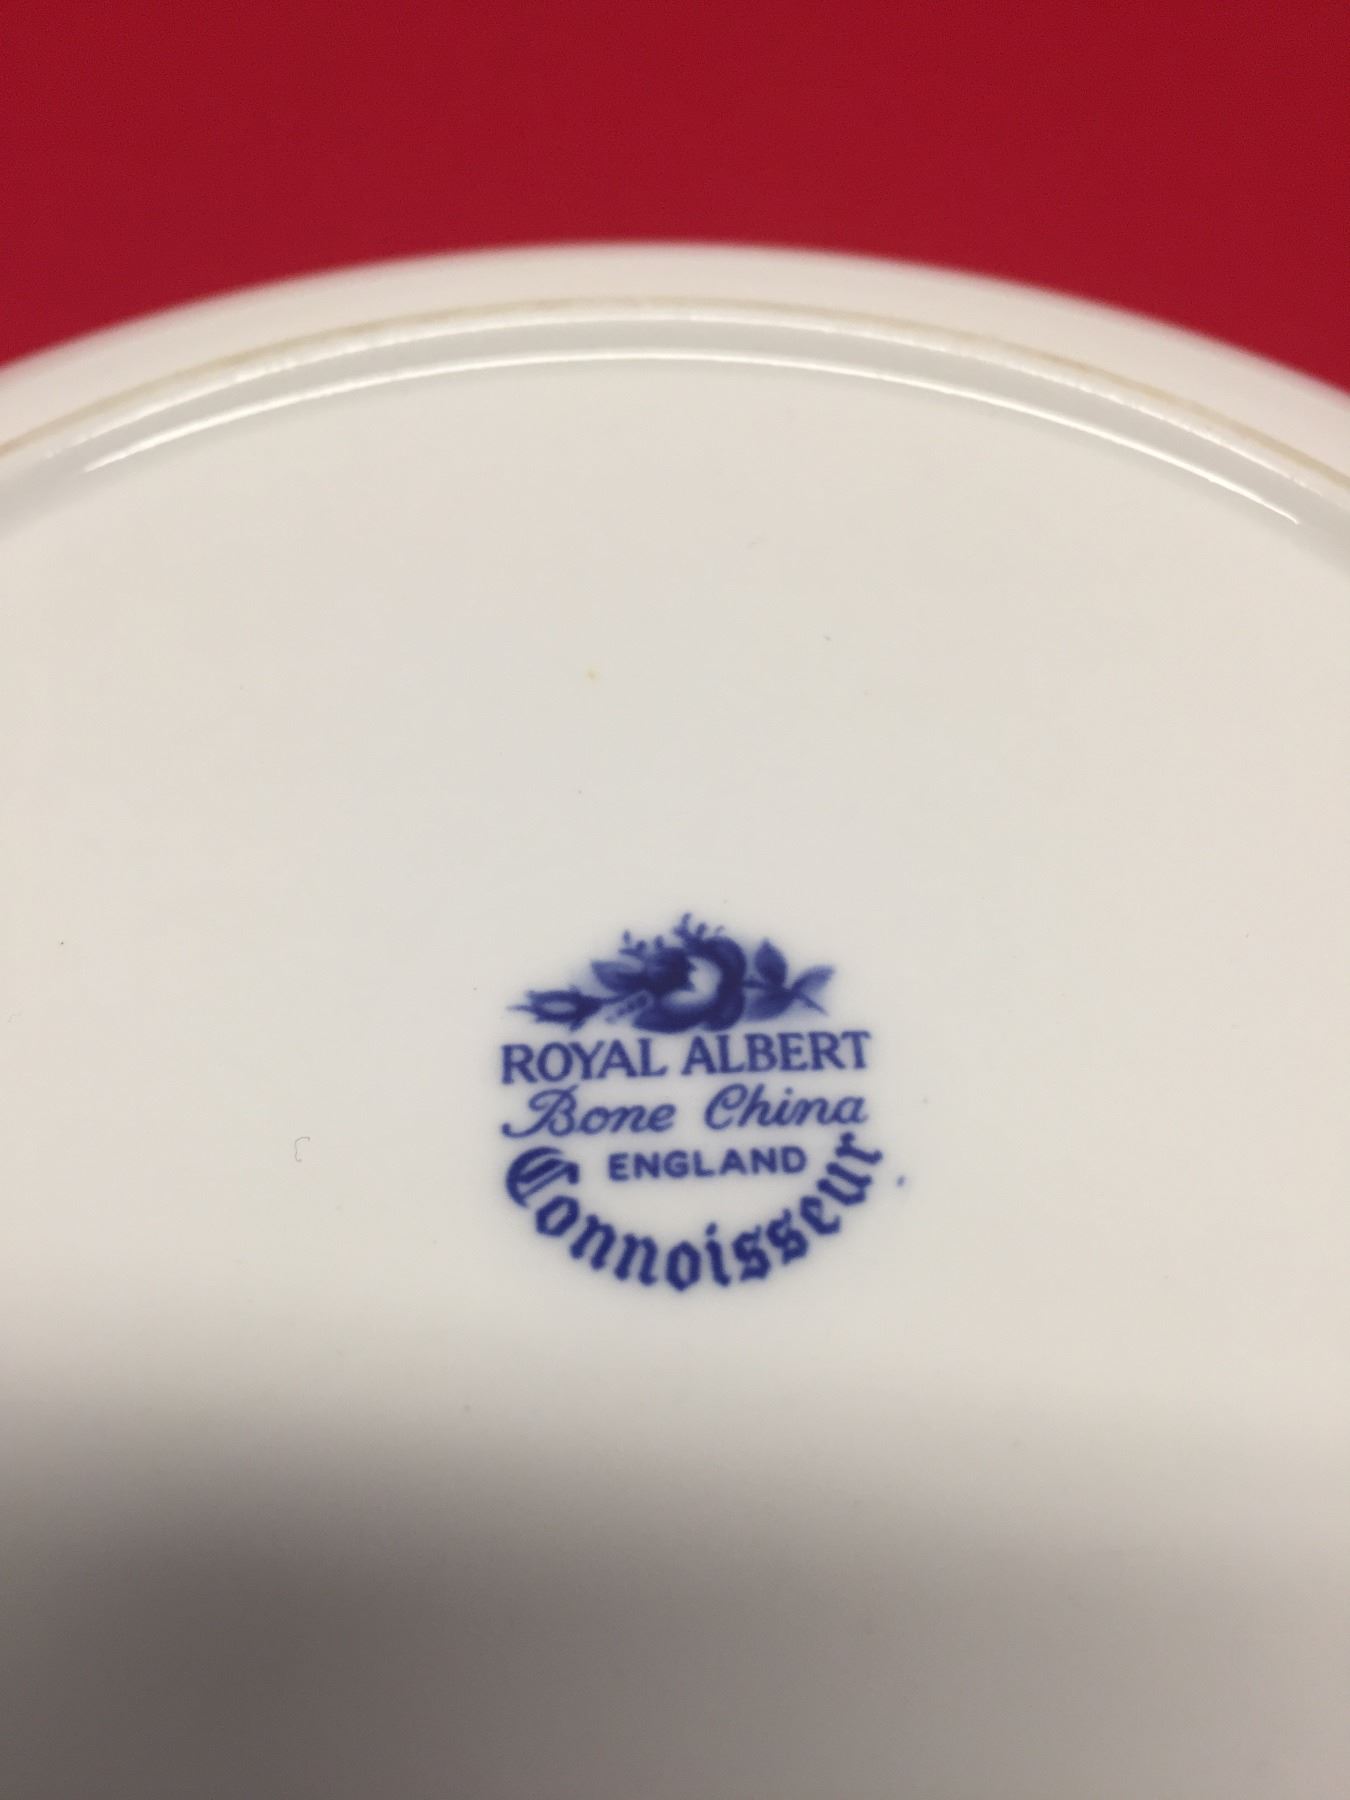 ROYAL ALBERT
Bone China
ENGLAND
Connoisseur